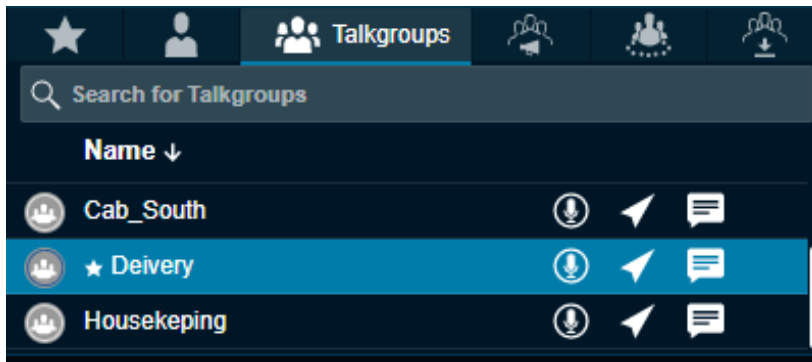 Talkgroups
Search for Talkgroups
Name ↓
Cab_South
★ Deivery
Housekeping